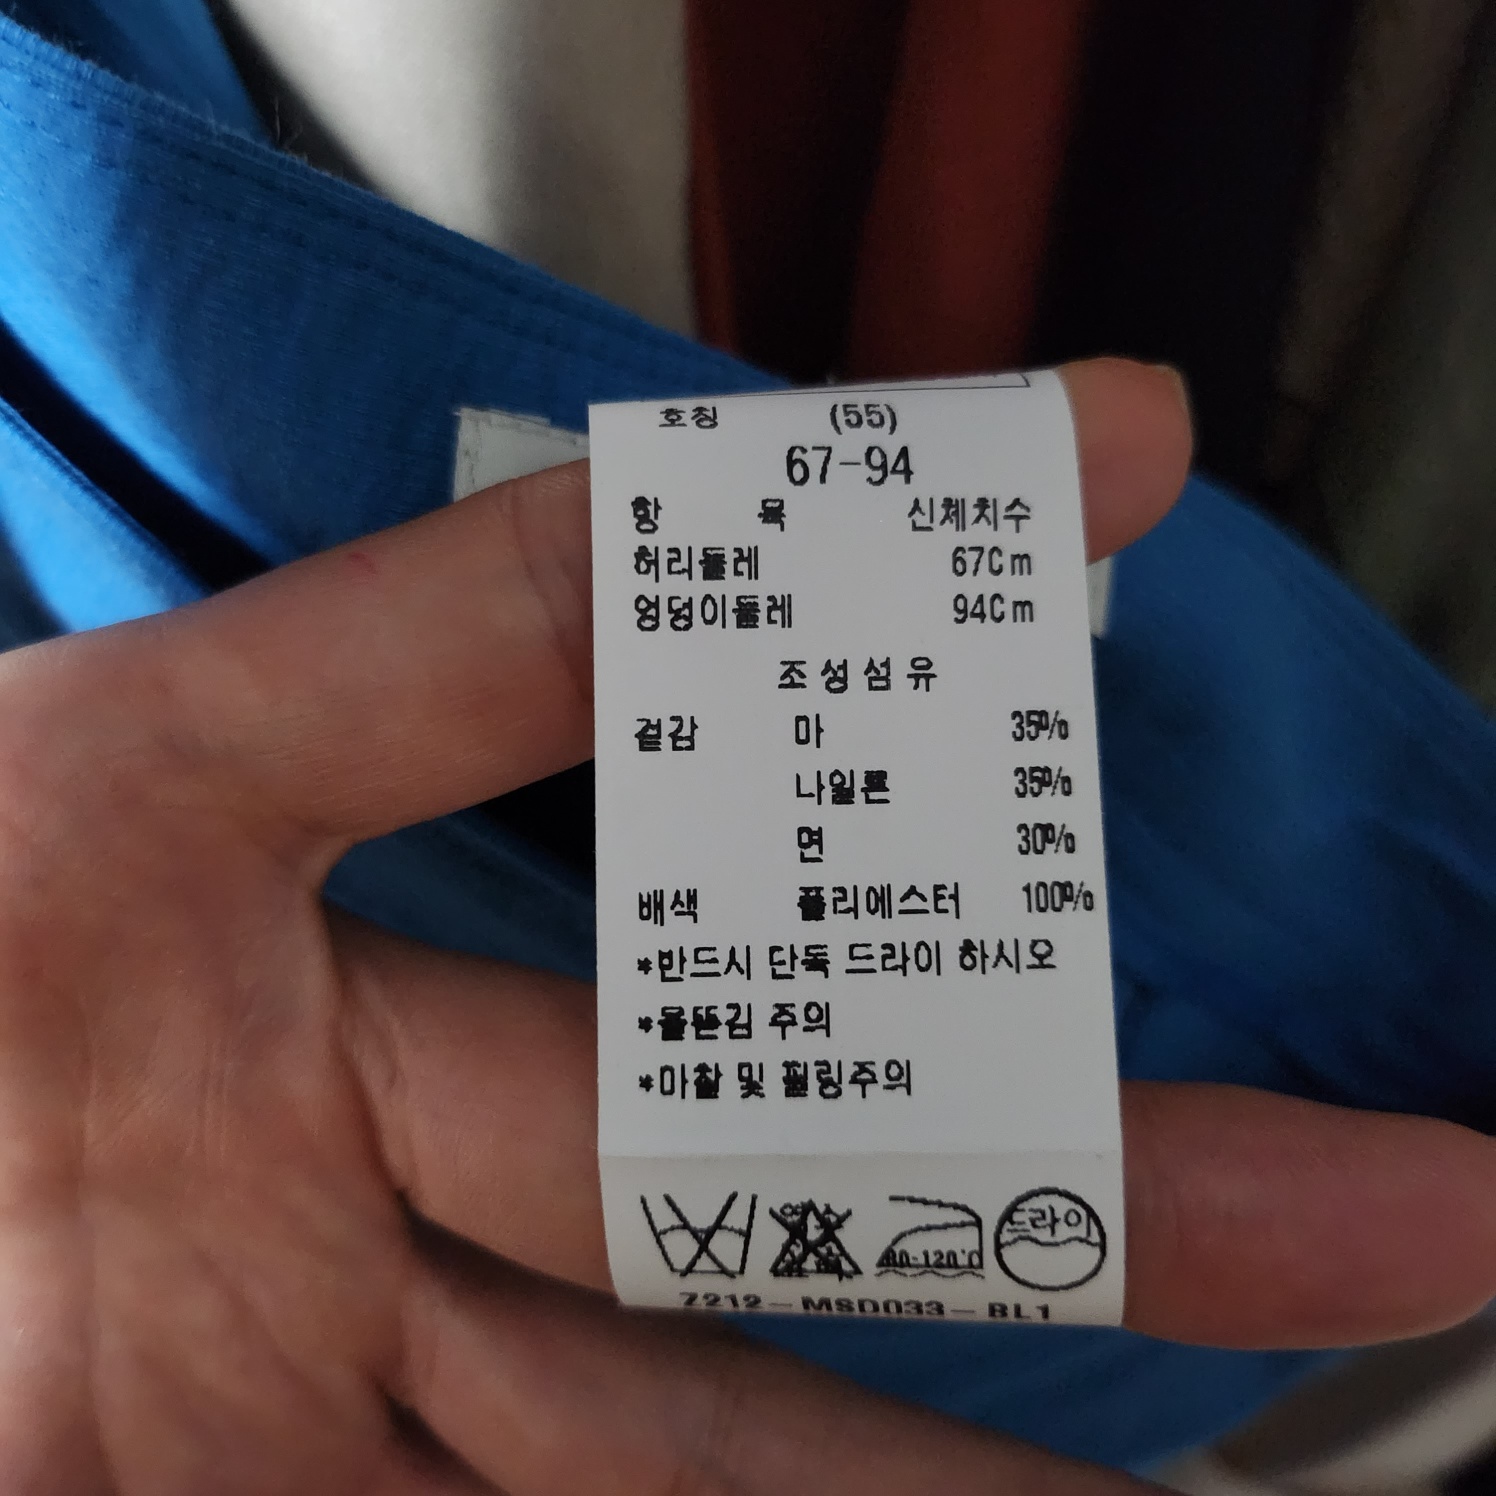 호칭 (55)
67-94
항 목 신체치수
허리둘레 67Cm
엉덩이둘레 94Cm
조성섬유
겉감 마 35%
나일론 35%
면 30%
배색 폴리에스터 100%
*반드시 단독 드라이 하시오
*올뜯김 주의
*마찰 및 필링주의
80-120°C 드라이
7212-MSD033-BL1